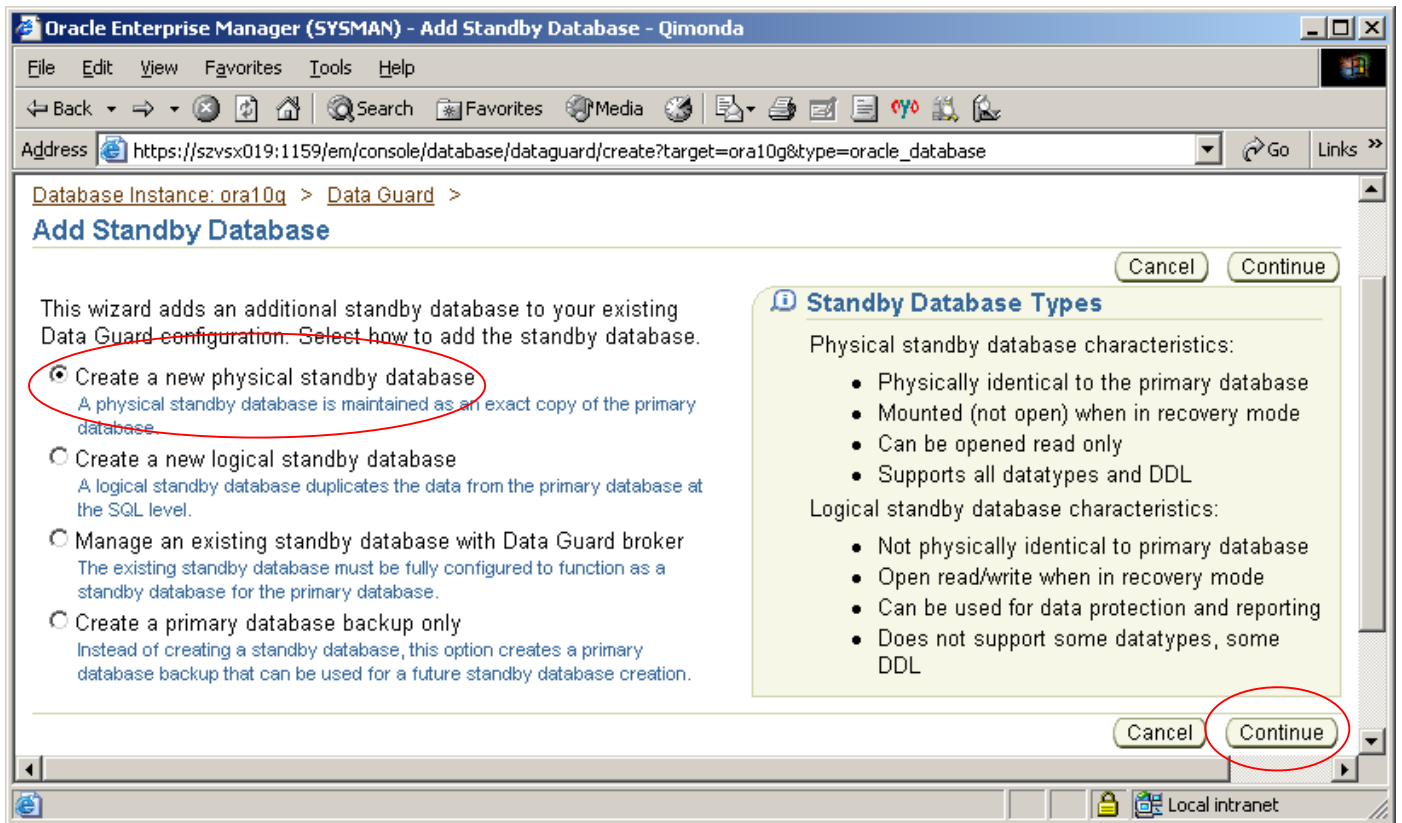 Oracle Enterprise Manager (SYSMAN) - Add Standby Database - Qimonda
File Edit View Favorites Tools Help
Back Search Favorites Media
Address https://szvsx019:1159/em/console/database/dataguard/create?target=ora10g&type=oracle_database Go Links »
Database Instance: ora10g > Data Guard >
Add Standby Database
Cancel Continue
This wizard adds an additional standby database to your existing
Data Guard configuration. Select how to add the standby database.
Create a new physical standby database
A physical standby database is maintained as an exact copy of the primary
database.
Create a new logical standby database
A logical standby database duplicates the data from the primary database at
the SQL level.
Manage an existing standby database with Data Guard broker
The existing standby database must be fully configured to function as a
standby database for the primary database.
Create a primary database backup only
Instead of creating a standby database, this option creates a primary
database backup that can be used for a future standby database creation.
Standby Database Types
Physical standby database characteristics:
• Physically identical to the primary database
• Mounted (not open) when in recovery mode
• Can be opened read only
• Supports all datatypes and DDL
Logical standby database characteristics:
• Not physically identical to primary database
• Open read/write when in recovery mode
• Can be used for data protection and reporting
• Does not support some datatypes, some
DDL
Cancel Continue
Local intranet